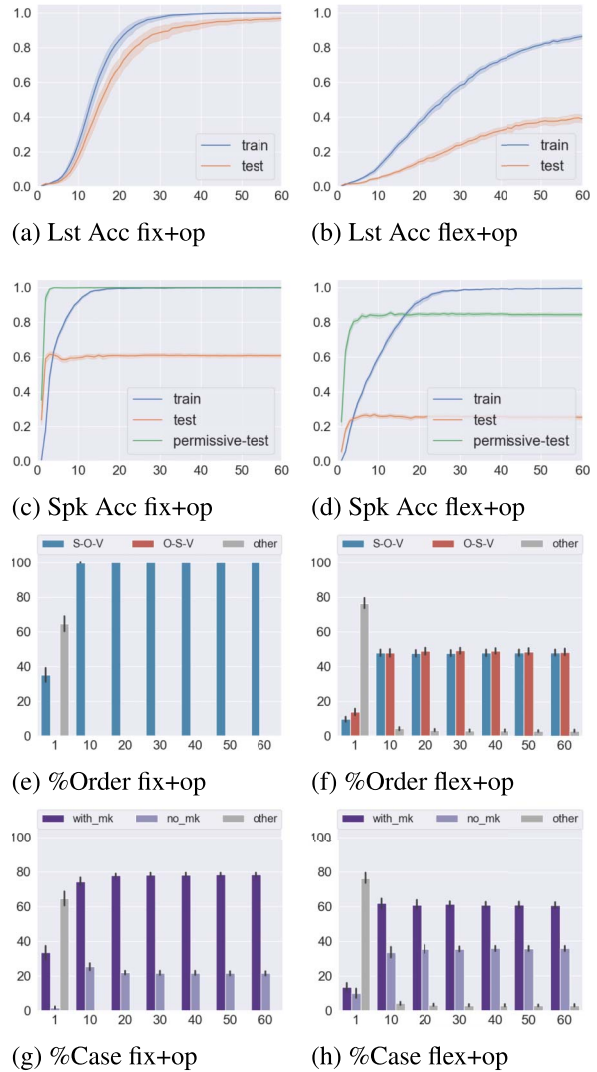 1.0 1.0
0.8 0.8
0.6 0.6
0.4 0.4
0.2 train 0.2 train
test test
0.0 0.0
0 10 20 30 40 50 60 0 10 20 30 40 50 60
(a) Lst Acc fix+op (b) Lst Acc flex+op
1.0 1.0
0.8 0.8
0.6 0.6
0.4 train 0.4 train
test test
0.2 permissive-test 0.2 permissive-test
0.0 0.0
0 10 20 30 40 50 60 0 10 20 30 40 50 60
(c) Spk Acc fix+op (d) Spk Acc flex+op
S-O-V O-S-V other S-O-V O-S-V other
100 100
80 80
60 60
40 40
20 20
0 0
1 10 20 30 40 50 60 1 10 20 30 40 50 60
(e) %Order fix+op (f) %Order flex+op
with_mk no_mk other with_mk no_mk other
100 100
80 80
60 60
40 40
20 20
0 0
1 10 20 30 40 50 60 1 10 20 30 40 50 60
(g) %Case fix+op (h) %Case flex+op